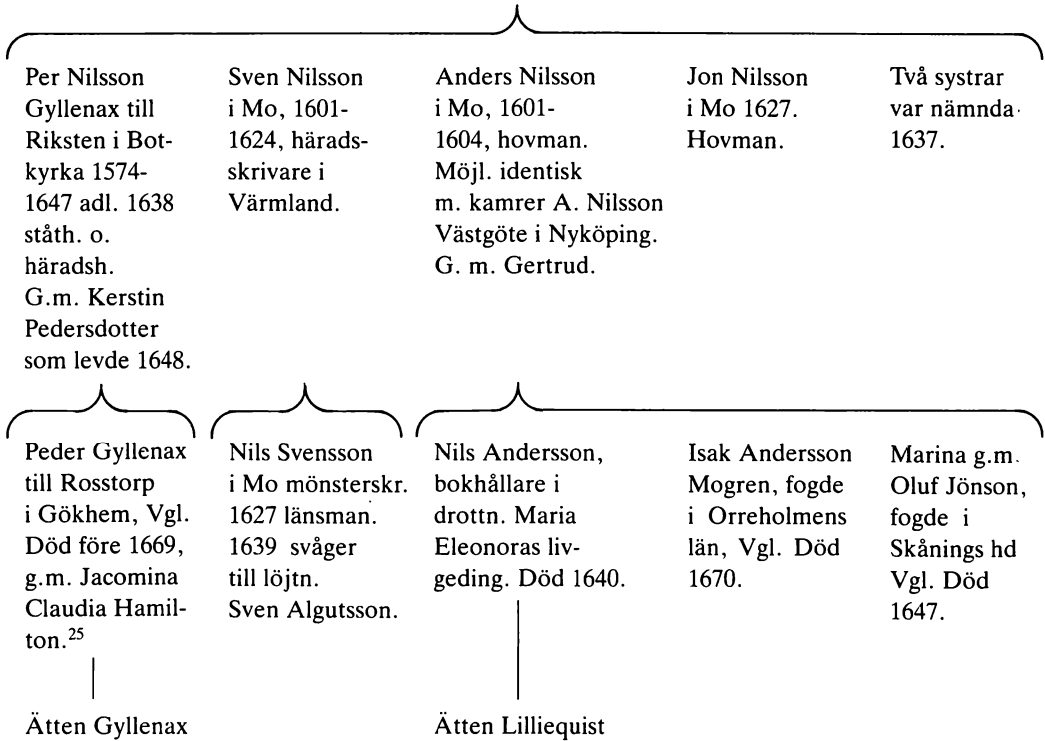 Per Nilsson
Gyllenax till
Riksten i Bot-
kyrka 1574-
1647 adl. 1638
ståth. o.
häradsh.
G.m. Kerstin
Pedersdotter
som levde 1648.
Sven Nilsson
i Mo, 1601-
1624, härads-
skrivare i
Värmland.
Anders Nilsson
i Mo, 1601-
1604, hovman.
Möjl. identisk
m. kamrer A. Nilsson
Västgöte i Nyköping.
G. m. Gertrud.
Jon Nilsson
i Mo 1627.
Hovman.
Två systrar
var nämnda
1637.
Peder Gyllenax
till Rosstorp
i Gökhem, Vgl.
Död före 1669,
g.m. Jacomina
Claudia Hamil-
ton.²⁵
Nils Svensson
i Mo mönsterskr.
1627 länsman.
1639 svåger
till löjtn.
Sven Algutsson.
Nils Andersson,
bokhållare i
drottn. Maria
Eleonoras liv-
geding. Död 1640.
Isak Andersson
Mogren, fogde
i Orreholmens
län, Vgl. Död
1670.
Marina g.m.
Oluf Jönson,
fogde i
Skånings hd
Vgl. Död
1647.
Ätten Gyllenax
Ätten Lilliequist